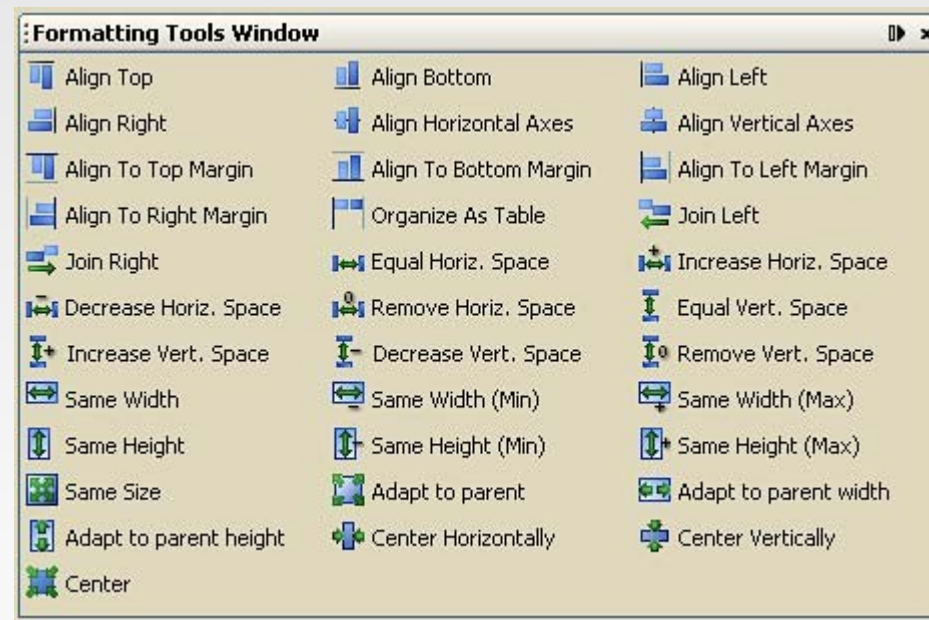 Formatting Tools Window
Align Top Align Bottom Align Left
Align Right Align Horizontal Axes Align Vertical Axes
Align To Top Margin Align To Bottom Margin Align To Left Margin
Align To Right Margin Organize As Table Join Left
Join Right Equal Horiz. Space Increase Horiz. Space
Decrease Horiz. Space Remove Horiz. Space Equal Vert. Space
Increase Vert. Space Decrease Vert. Space Remove Vert. Space
Same Width Same Width (Min) Same Width (Max)
Same Height Same Height (Min) Same Height (Max)
Same Size Adapt to parent Adapt to parent width
Adapt to parent height Center Horizontally Center Vertically
Center